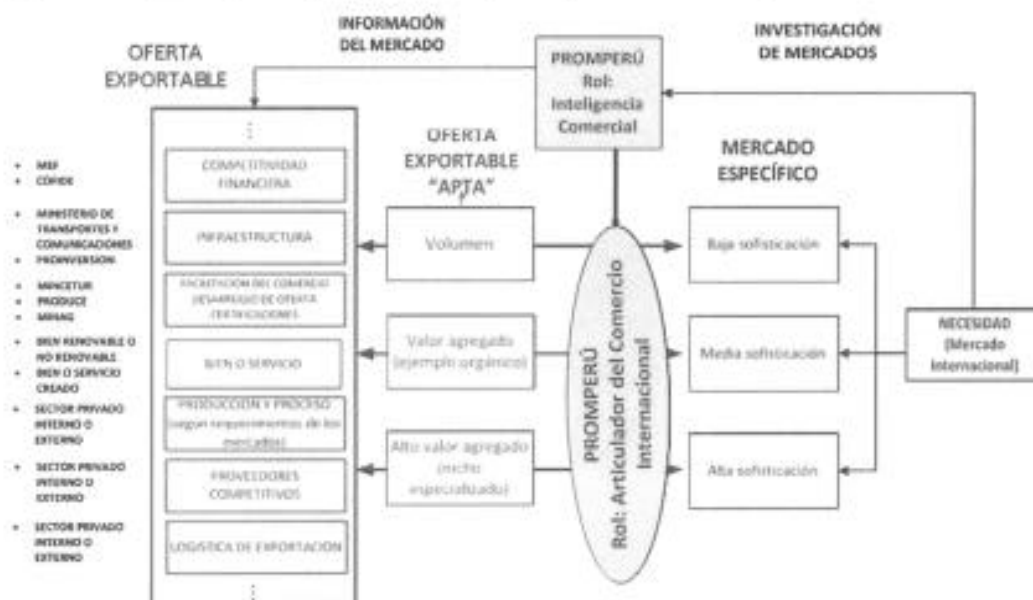 INFORMACIÓN
DEL MERCADO
INVESTIGACIÓN
DE MERCADOS
OFERTA
EXPORTABLE
PROMPERÚ
Rol:
Inteligencia
Comercial
OFERTA
EXPORTABLE
"APTA"
MERCADO
ESPECÍFICO
• MEF
• COFIDE
COMPETITIVIDAD
FINANCIERA
• MINISTERIO DE
TRANSPORTES Y
COMUNICACIONES
• PROINVERSION
INFRAESTRUCTURA
Volumen
Baja sofisticación
• MINCETUR
• PRODUCE
• MINAG
FACILITACIÓN DEL COMERCIO
DESARROLLO DE OFERTA
CERTIFICACIONES
• BIEN RENOVABLE O
NO RENOVABLE
• BIEN O SERVICIO
CREADO
BIEN O SERVICIO
Valor agregado
(ejemplo orgánico)
Media sofisticación
NECESIDAD
(Mercado
Internacional)
• SECTOR PRIVADO
INTERNO O
EXTERNO
PRODUCCIÓN Y PROCESO
(según requerimientos de los
mercados)
• SECTOR PRIVADO
INTERNO O
EXTERNO
PROVEEDORES
COMPETITIVOS
Alto valor agregado
(nicho
especializado)
Alta sofisticación
• SECTOR PRIVADO
INTERNO O
EXTERNO
LOGISTICA DE EXPORTACIÓN
PROMPERÚ
Rol: Articulador del Comercio
Internacional